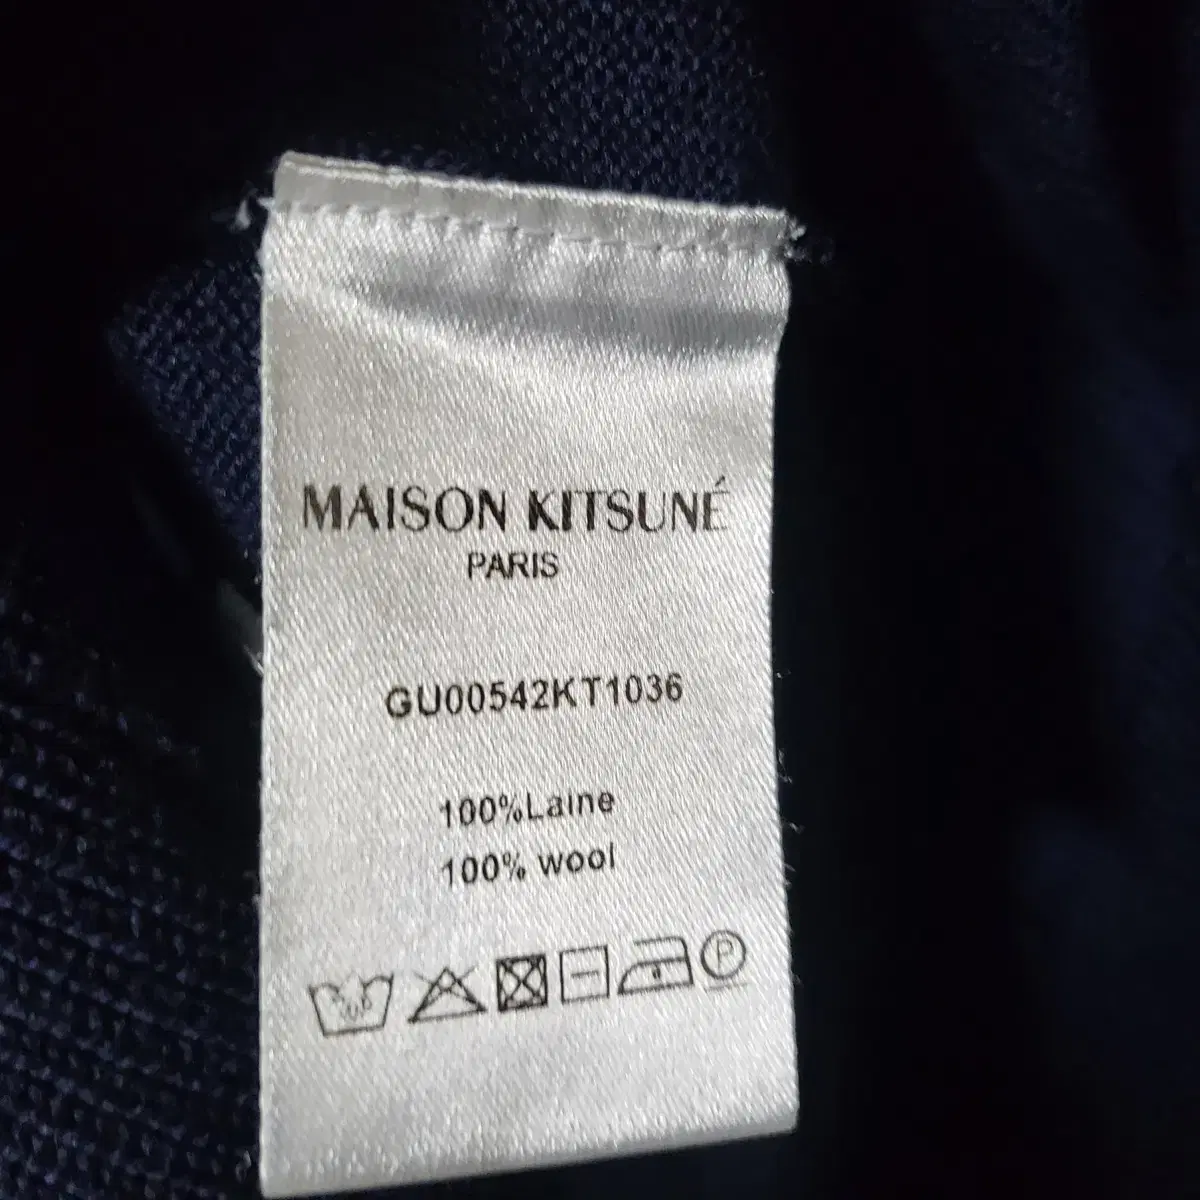 MAISON KITSUNÉ
PARIS
GU00542KT1036
100%Laine
100% wool
P